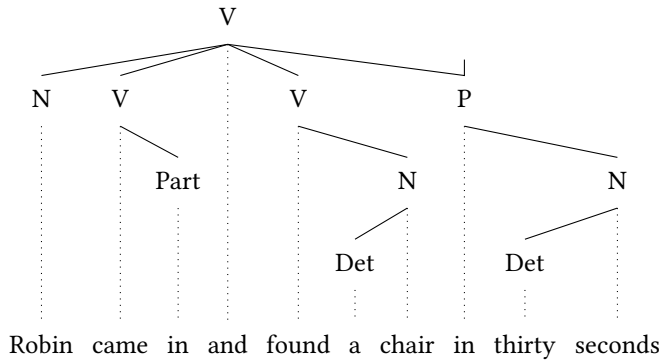 V
N V V P
Part N N
Det Det
Robin came in and found a chair in thirty seconds